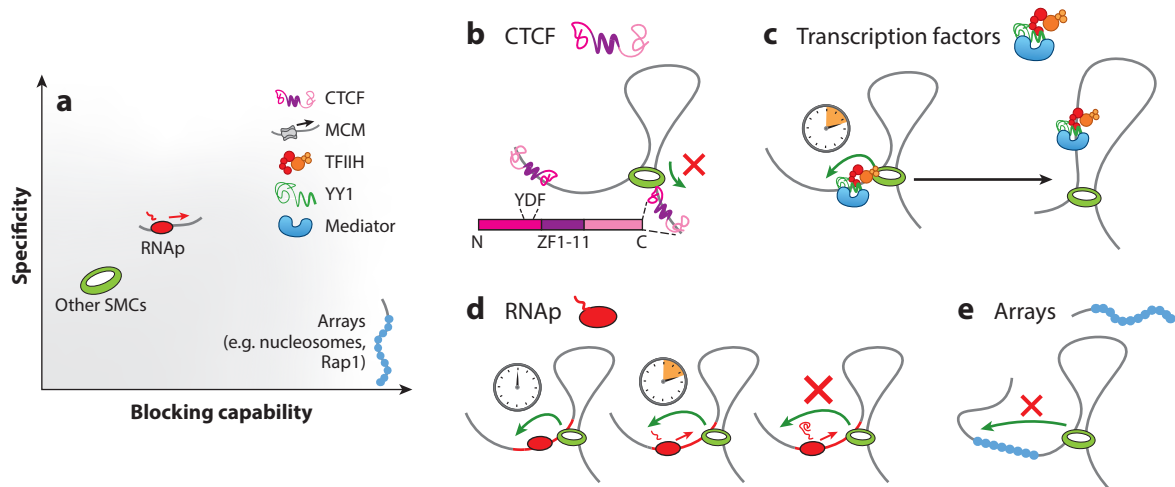 a
Specificity
Blocking capability
CTCF
MCM
TFIIH
YY1
Mediator
RNAp
Other SMCs
Arrays
(e.g. nucleosomes,
Rap1)
b CTCF
YDF
N ZF1-11 C
c Transcription factors
d RNAp
e Arrays